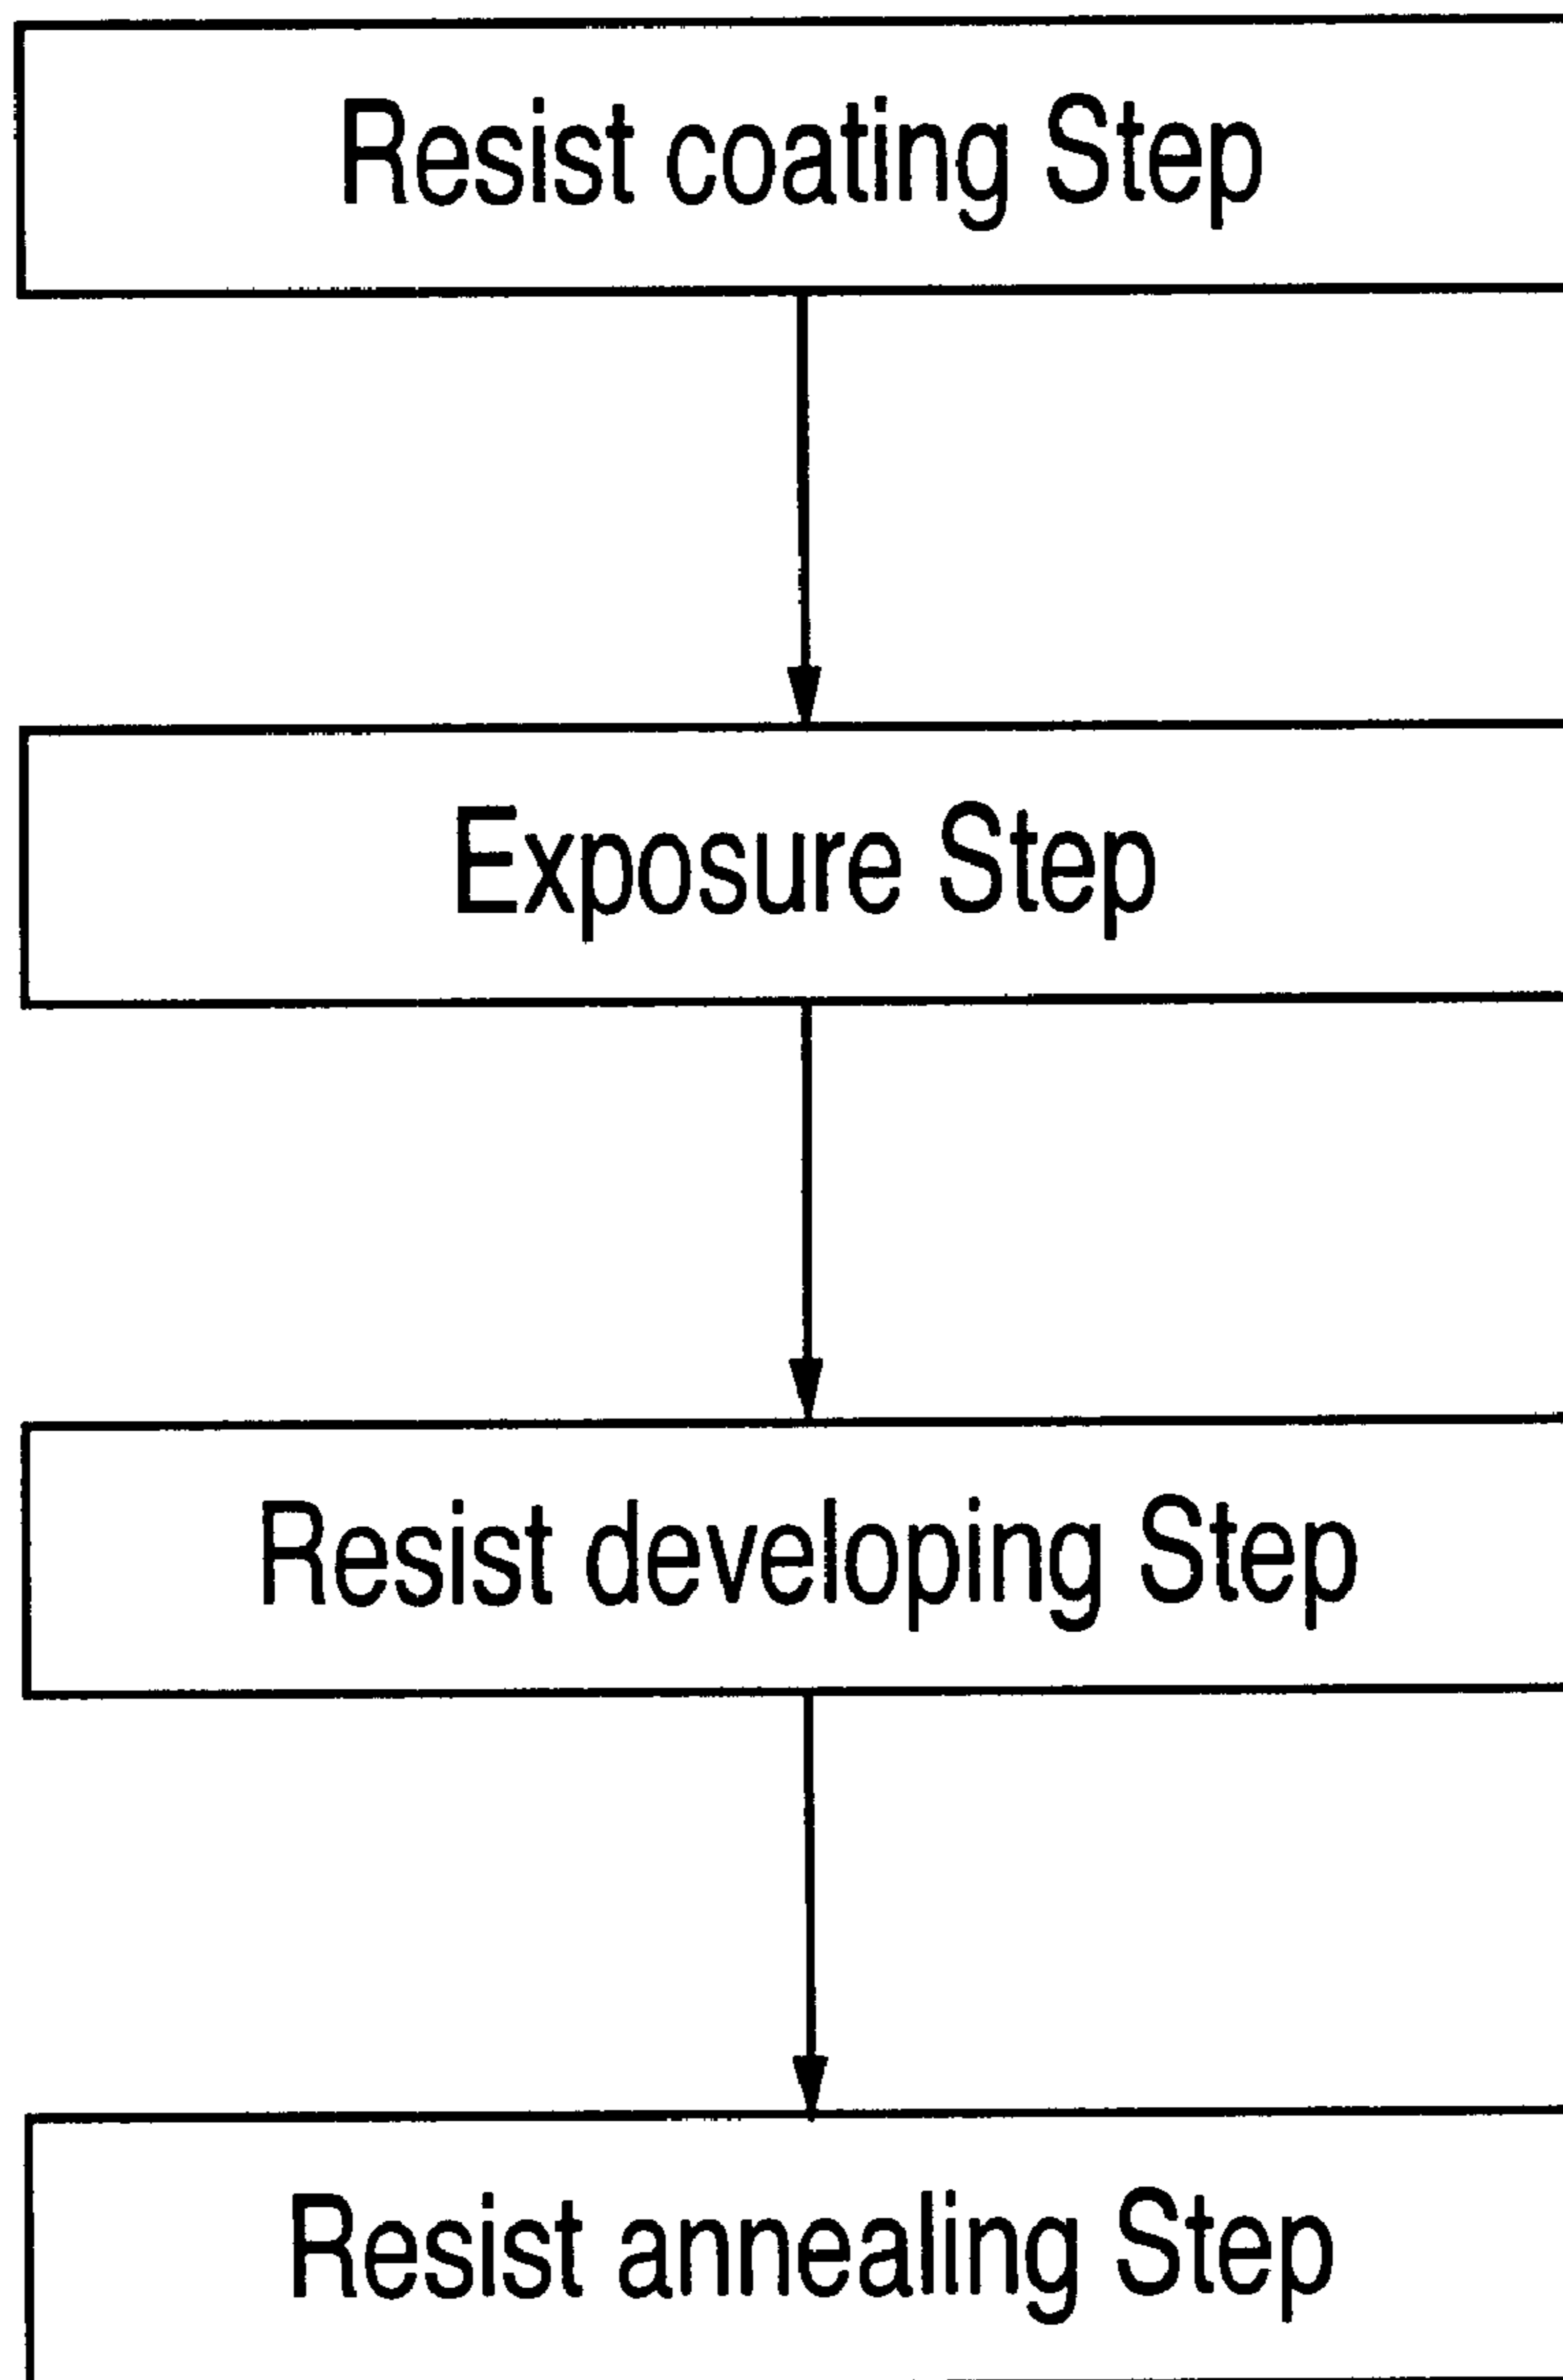 Resist coating Step
Exposure Step
Resist developing Step
Resist annealing Step